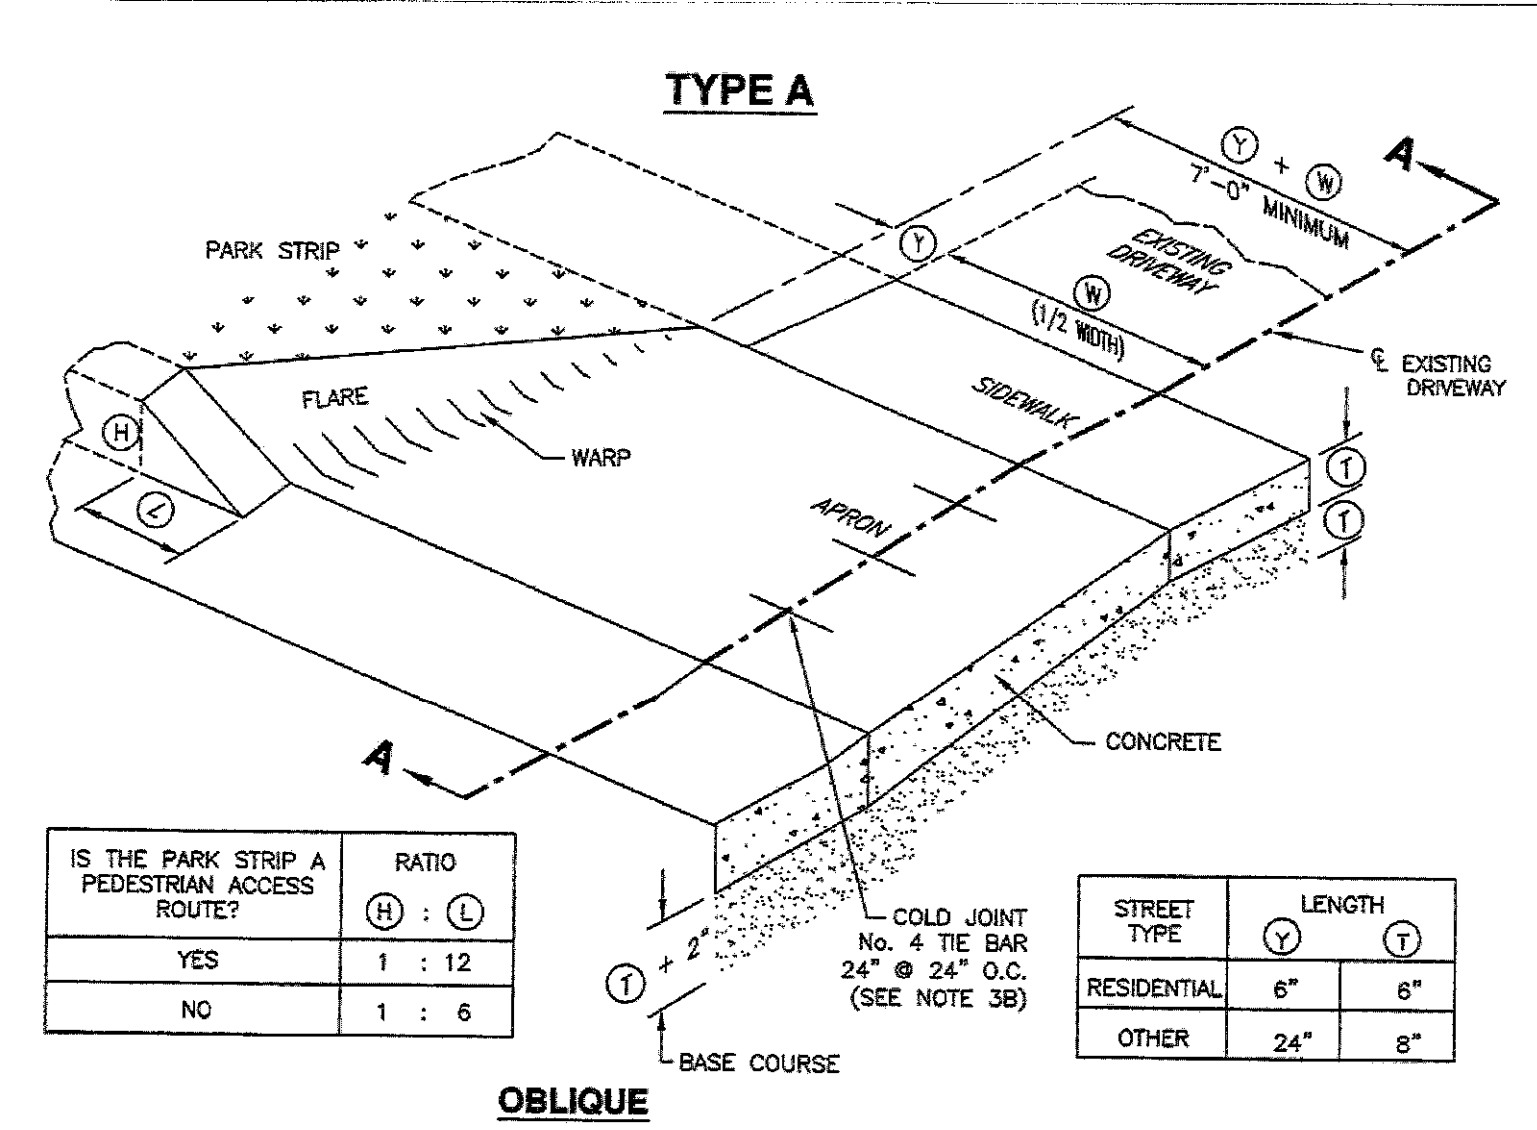 TYPE A
Y + W
7'-0" MINIMUM
A
PARK STRIP
Y
EXISTING
DRIVEWAY
W
(1/2 WIDTH)
℄ EXISTING
DRIVEWAY
FLARE
SIDEWALK
H
WARP
T
L
APRON
T
A
CONCRETE
IS THE PARK STRIP A
PEDESTRIAN ACCESS
ROUTE?
RATIO
H : L
YES 1 : 12
NO 1 : 6
COLD JOINT
No. 4 TIE BAR
24" @ 24" O.C.
(SEE NOTE 3B)
T + 2"
BASE COURSE
STREET
TYPE
LENGTH
Y T
RESIDENTIAL 6" 6"
OTHER 24" 8"
OBLIQUE